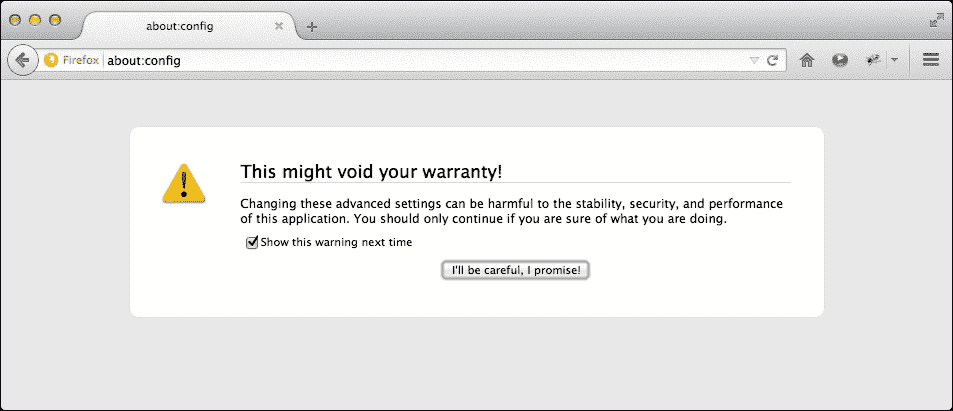 about:config
Firefox about:config
This might void your warranty!
Changing these advanced settings can be harmful to the stability, security, and performance
of this application. You should only continue if you are sure of what you are doing.
Show this warning next time
I'll be careful, I promise!